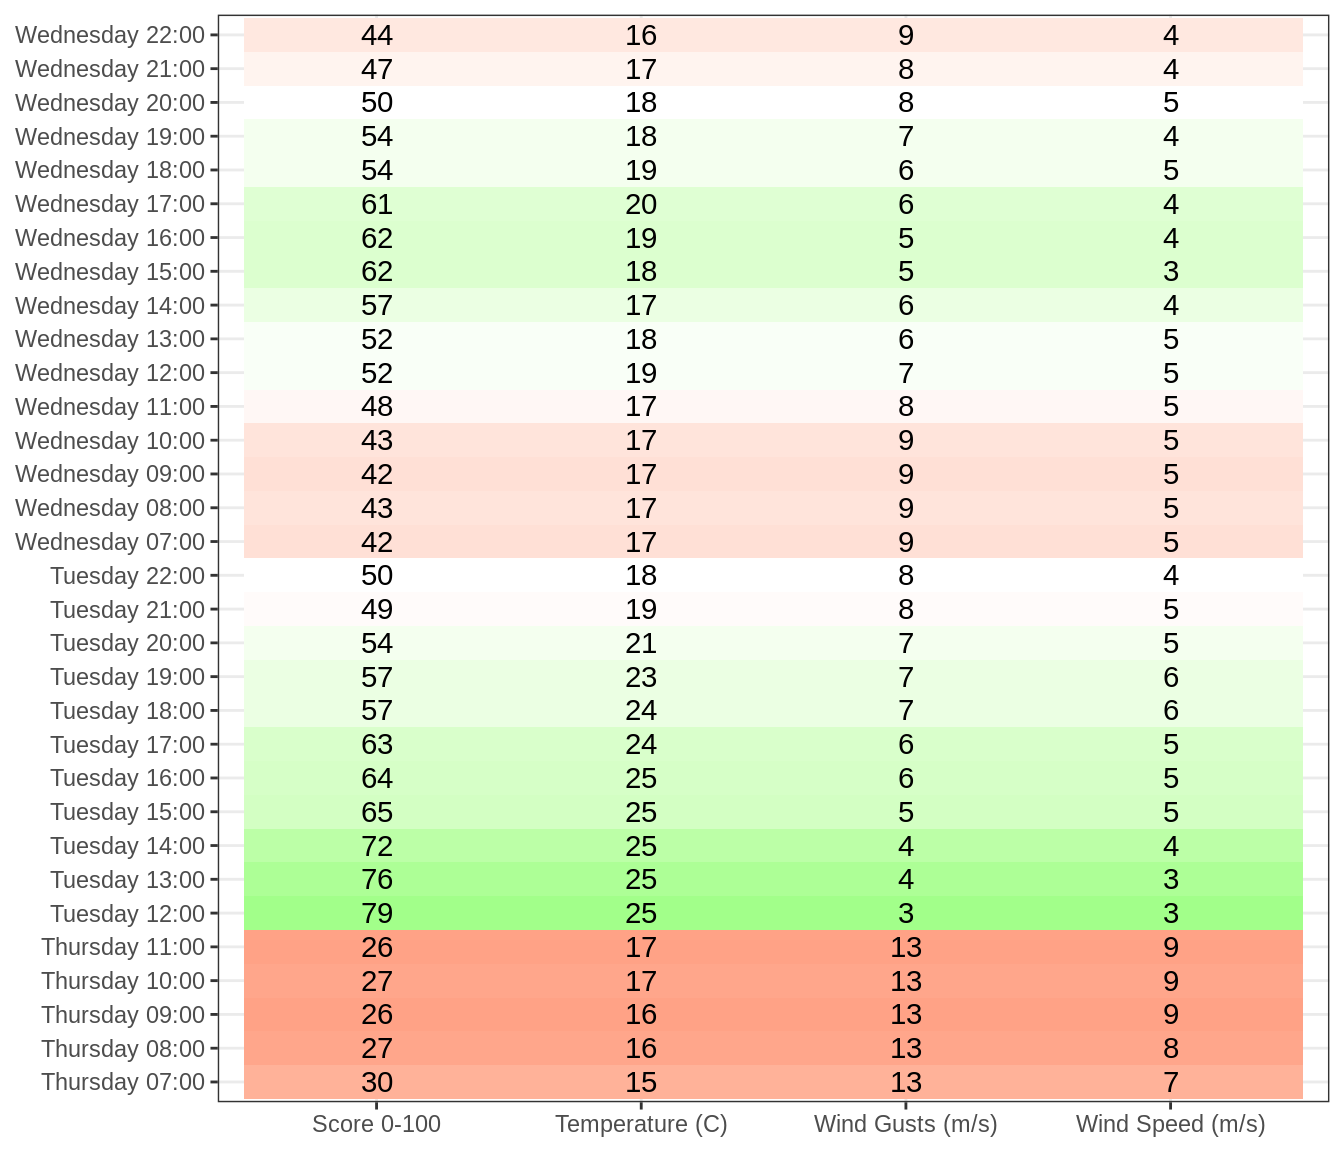 Wednesday 22:00 44 16 9 4
Wednesday 21:00 47 17 8 4
Wednesday 20:00 50 18 8 5
Wednesday 19:00 54 18 7 4
Wednesday 18:00 54 19 6 5
Wednesday 17:00 61 20 6 4
Wednesday 16:00 62 19 5 4
Wednesday 15:00 62 18 5 3
Wednesday 14:00 57 17 6 4
Wednesday 13:00 52 18 6 5
Wednesday 12:00 52 19 7 5
Wednesday 11:00 48 17 8 5
Wednesday 10:00 43 17 9 5
Wednesday 09:00 42 17 9 5
Wednesday 08:00 43 17 9 5
Wednesday 07:00 42 17 9 5
Tuesday 22:00 50 18 8 4
Tuesday 21:00 49 19 8 5
Tuesday 20:00 54 21 7 5
Tuesday 19:00 57 23 7 6
Tuesday 18:00 57 24 7 6
Tuesday 17:00 63 24 6 5
Tuesday 16:00 64 25 6 5
Tuesday 15:00 65 25 5 5
Tuesday 14:00 72 25 4 4
Tuesday 13:00 76 25 4 3
Tuesday 12:00 79 25 3 3
Thursday 11:00 26 17 13 9
Thursday 10:00 27 17 13 9
Thursday 09:00 26 16 13 9
Thursday 08:00 27 16 13 8
Thursday 07:00 30 15 13 7
Score 0-100 Temperature (C) Wind Gusts (m/s) Wind Speed (m/s)